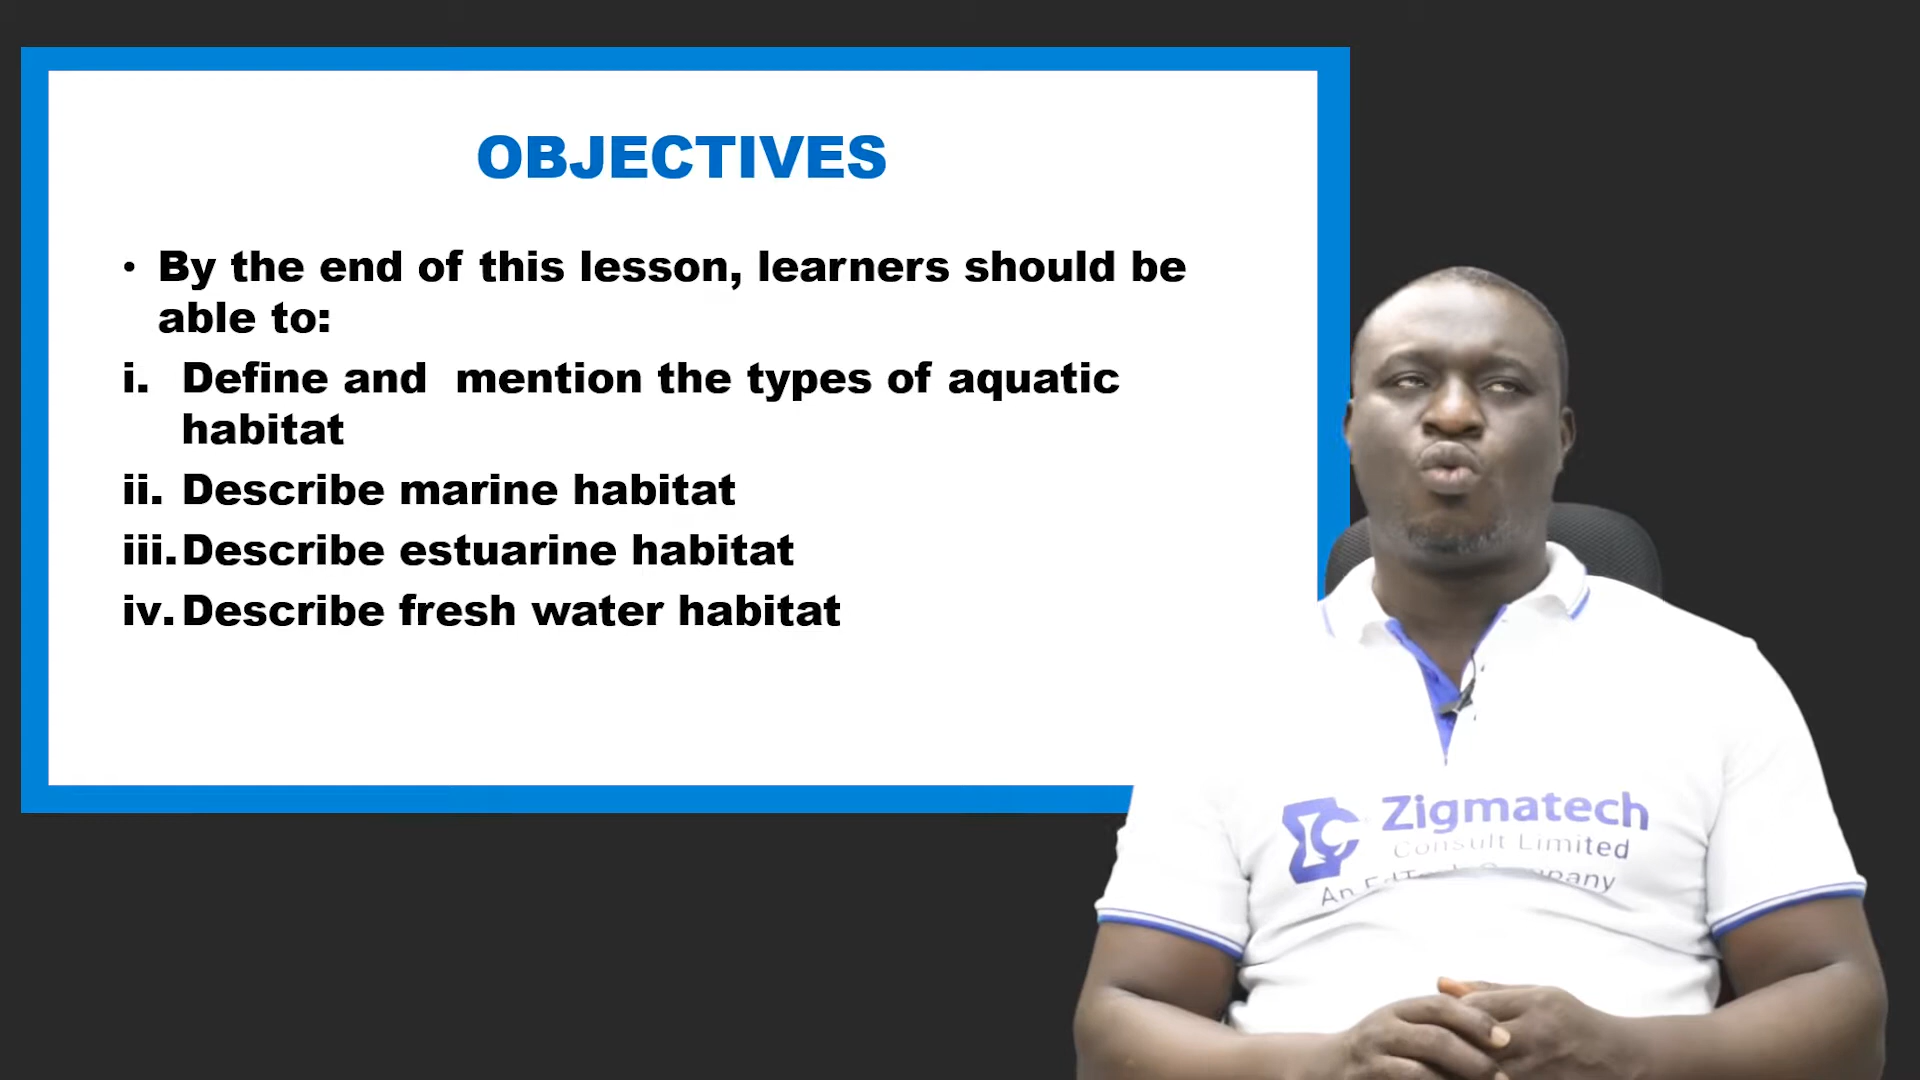 OBJECTIVES
• By the end of this lesson, learners should be
able to:
i. Define and mention the types of aquatic
habitat
ii. Describe marine habitat
iii. Describe estuarine habitat
iv. Describe fresh water habitat
Zigmatech
Consult Limited
An